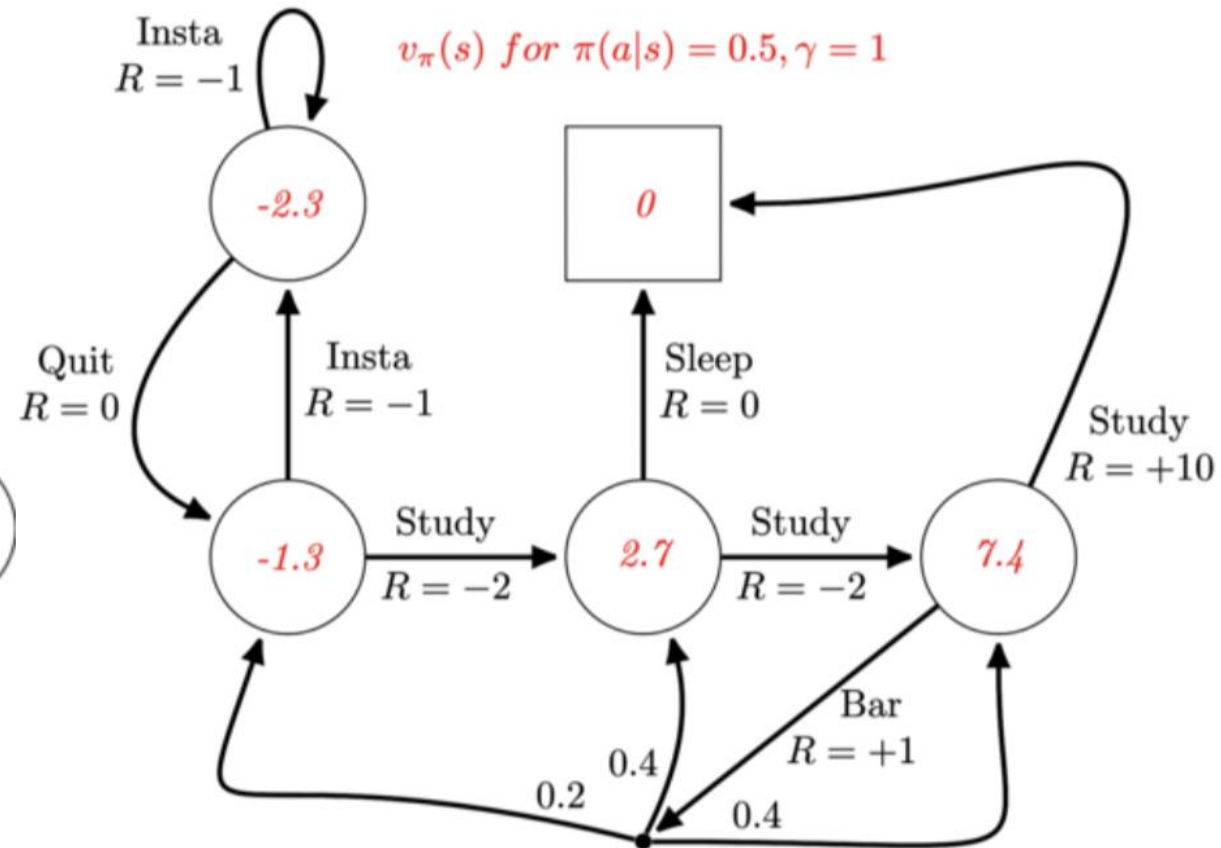 Insta
R = −1
v_π(s) for π(a|s) = 0.5, γ = 1
-2.3
0
Quit
R = 0
Insta
R = −1
Sleep
R = 0
Study
R = +10
-1.3
Study
R = −2
2.7
Study
R = −2
7.4
Bar
R = +1
0.4
0.2
0.4